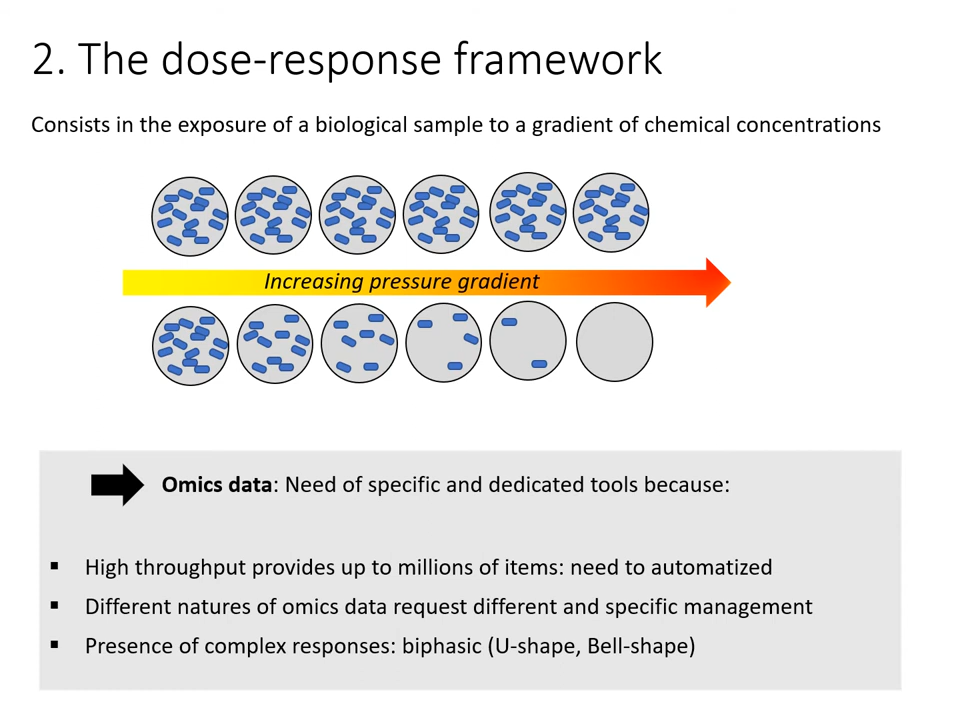 2. The dose-response framework
Consists in the exposure of a biological sample to a gradient of chemical concentrations
Increasing pressure gradient
Omics data: Need of specific and dedicated tools because:
▪ High throughput provides up to millions of items: need to automatized
▪ Different natures of omics data request different and specific management
▪ Presence of complex responses: biphasic (U-shape, Bell-shape)